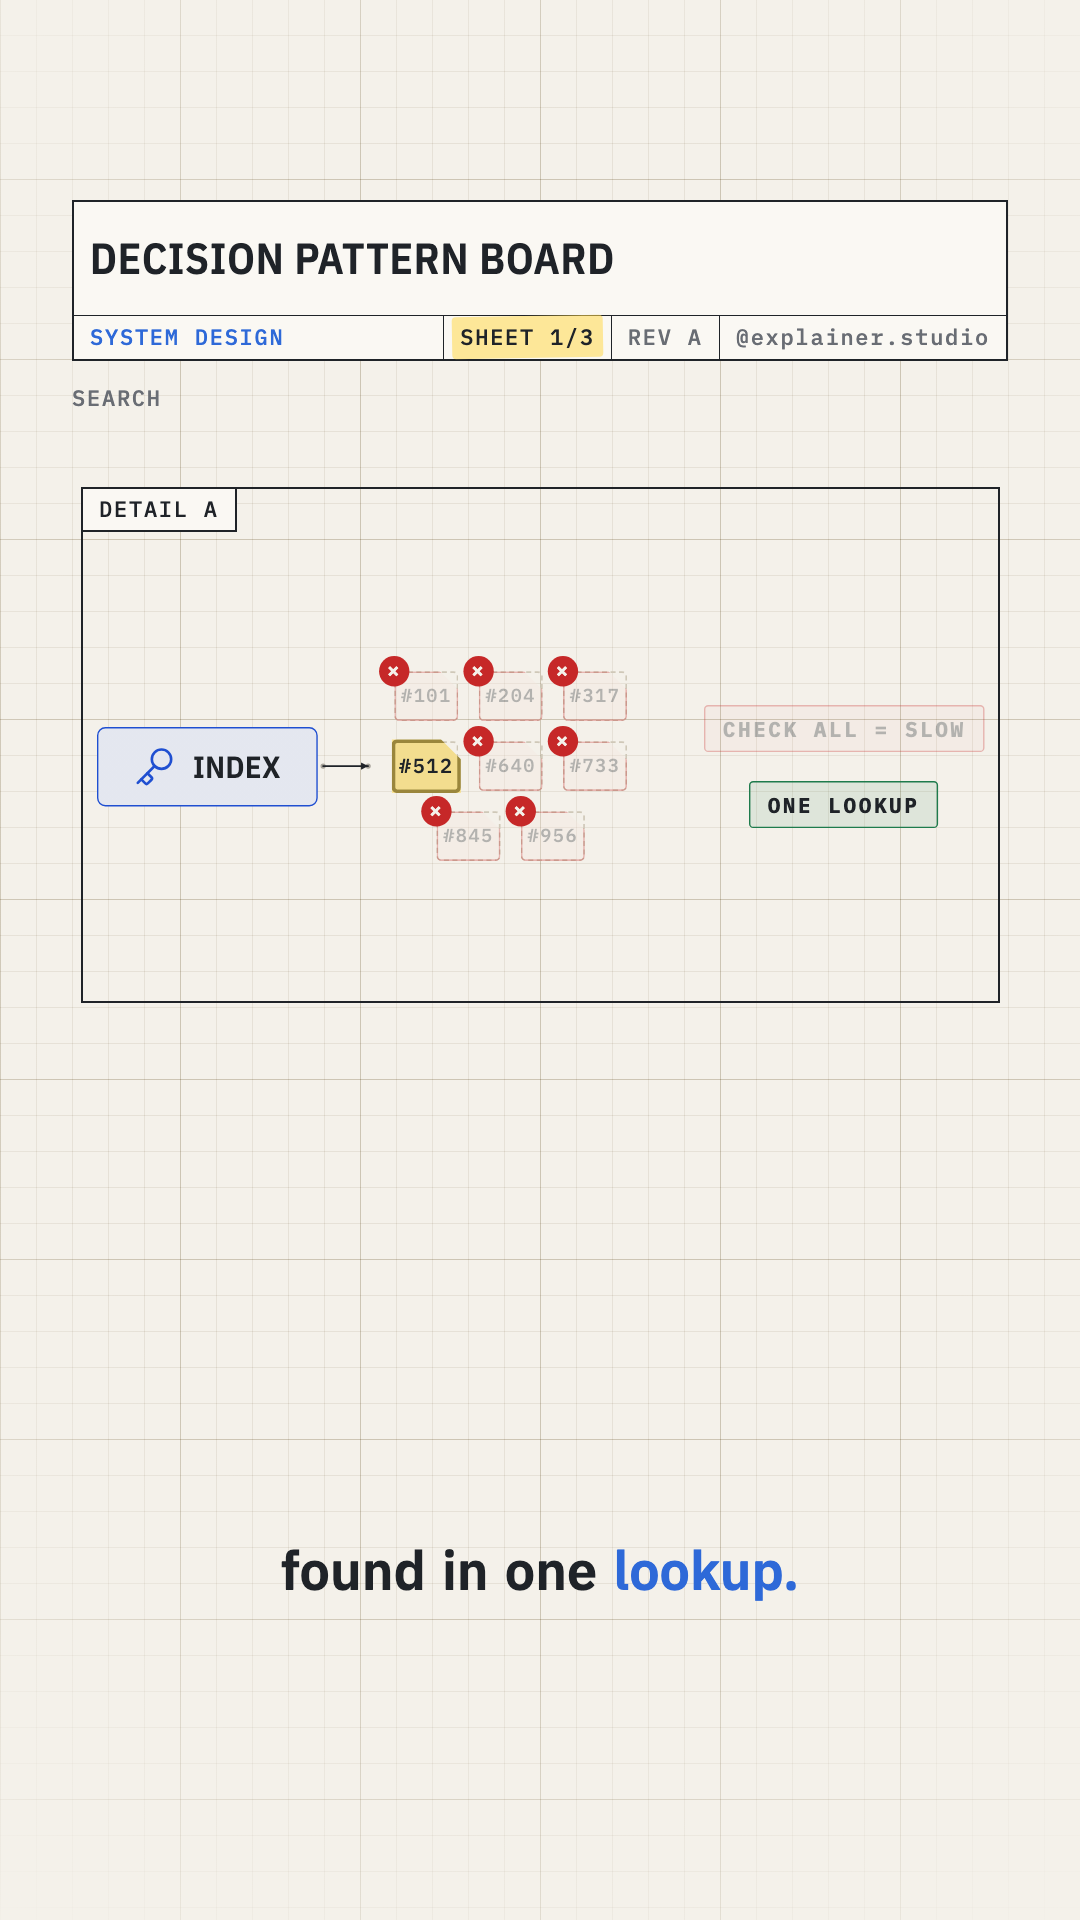 DECISION PATTERN BOARD
SYSTEM DESIGN SHEET 1/3 REV A @explainer.studio
SEARCH
DETAIL A
#101 #204 #317
CHECK ALL = SLOW
INDEX #512 #640 #733
ONE LOOKUP
#845 #956
found in one lookup.